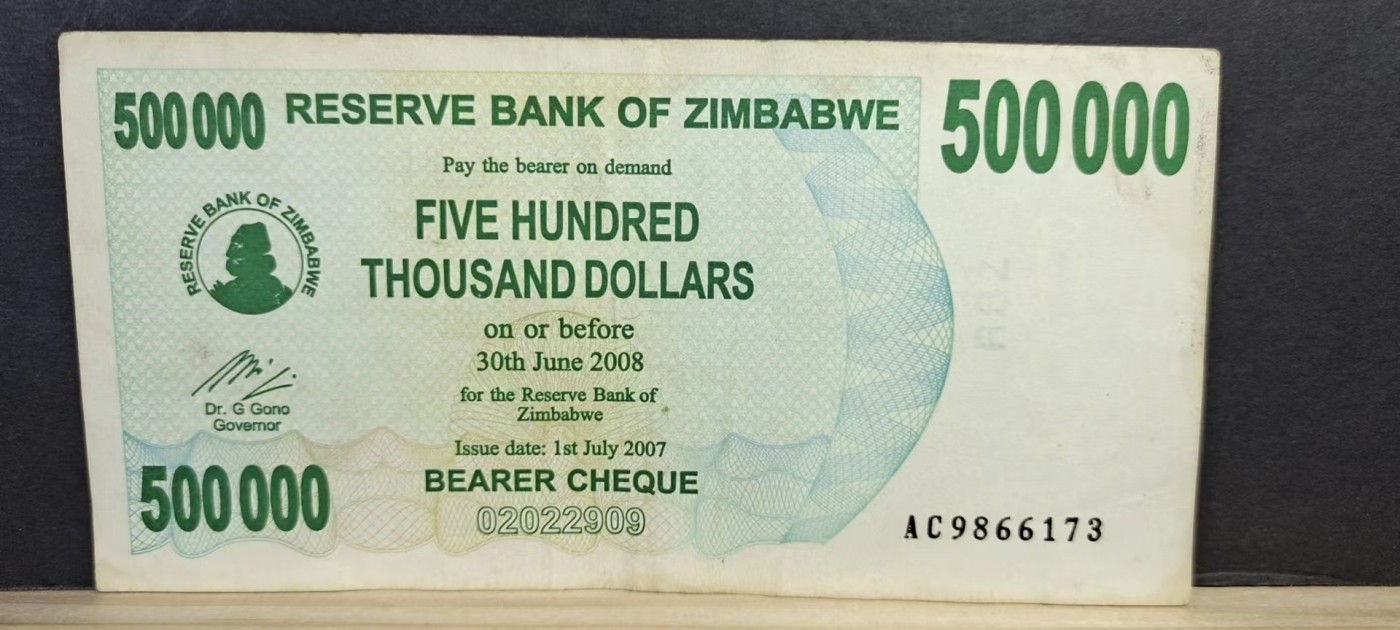 500 000 RESERVE BANK OF ZIMBABWE 500 000
Pay the bearer on demand
FIVE HUNDRED
THOUSAND DOLLARS
RESERVE BANK OF ZIMBABWE
on or before
30th June 2008
for the Reserve Bank of
Zimbabwe
Dr. G Gono
Governor
Issue date: 1st July 2007
BEARER CHEQUE
500 000
02022909
AC9866173